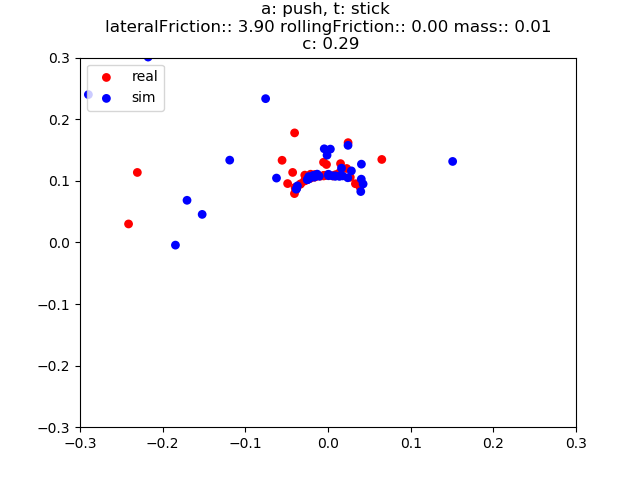 a: push, t: stick
lateralFriction:: 3.90 rollingFriction:: 0.00 mass:: 0.01
c: 0.29
real
sim
0.3
0.2
0.1
0.0
−0.1
−0.2
−0.3
−0.3 −0.2 −0.1 0.0 0.1 0.2 0.3